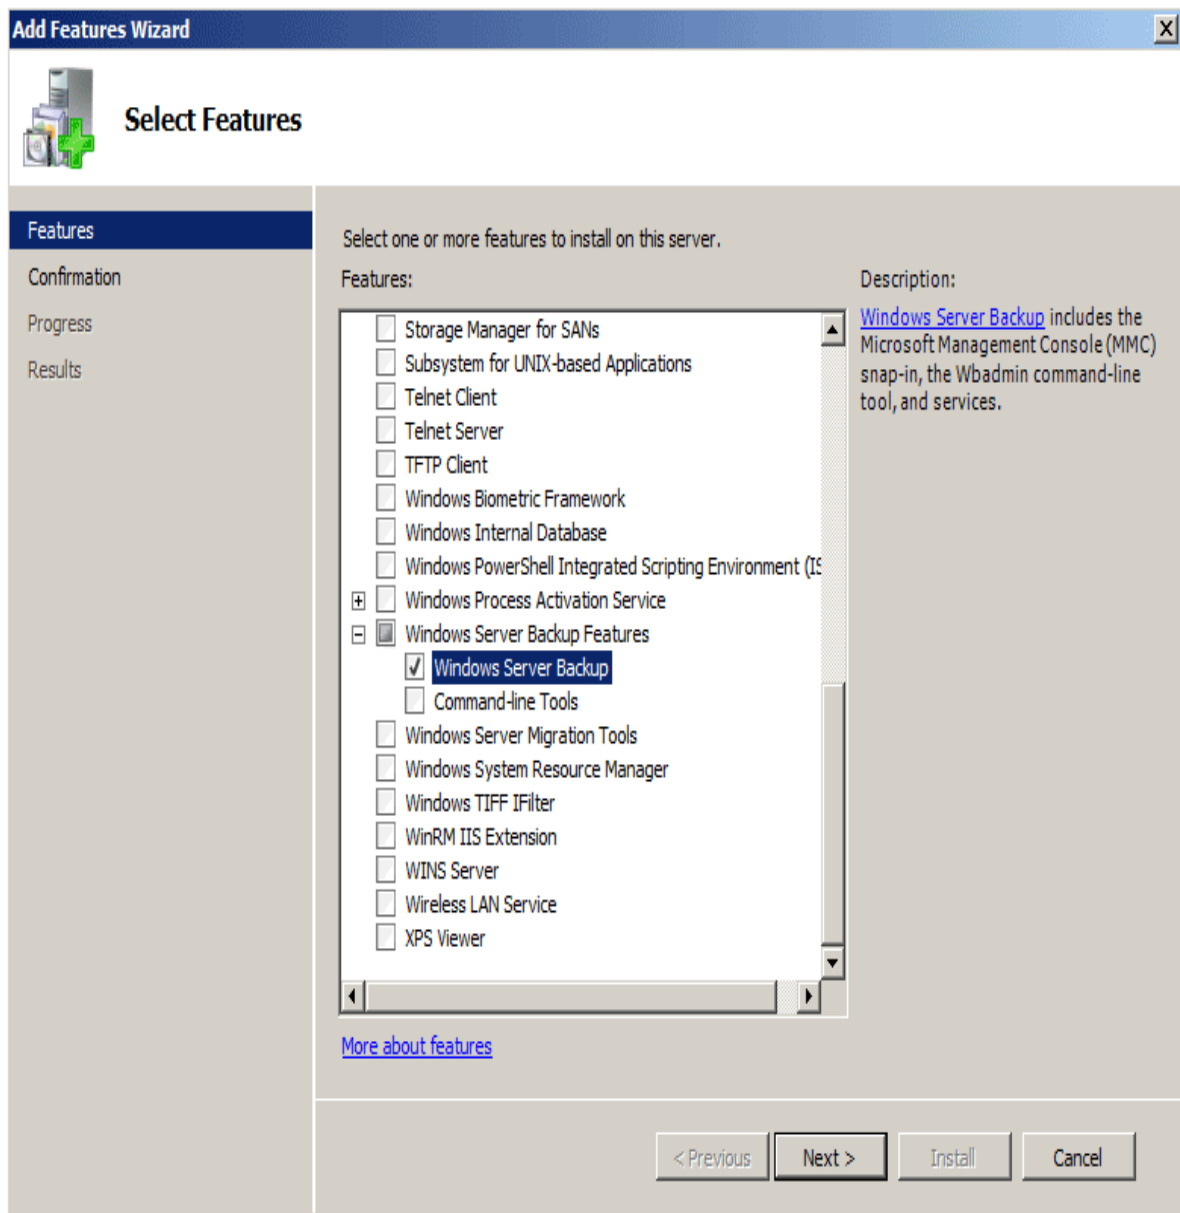 Add Features Wizard
Select Features
Features
Confirmation
Progress
Results
Select one or more features to install on this server.
Features:
Storage Manager for SANs
Subsystem for UNIX-based Applications
Telnet Client
Telnet Server
TFTP Client
Windows Biometric Framework
Windows Internal Database
Windows PowerShell Integrated Scripting Environment (IS
Windows Process Activation Service
Windows Server Backup Features
Windows Server Backup
Command-line Tools
Windows Server Migration Tools
Windows System Resource Manager
Windows TIFF IFilter
WinRM IIS Extension
WINS Server
Wireless LAN Service
XPS Viewer
More about features
Description:
Windows Server Backup includes the
Microsoft Management Console (MMC)
snap-in, the Wbadmin command-line
tool, and services.
< Previous
Next >
Install
Cancel